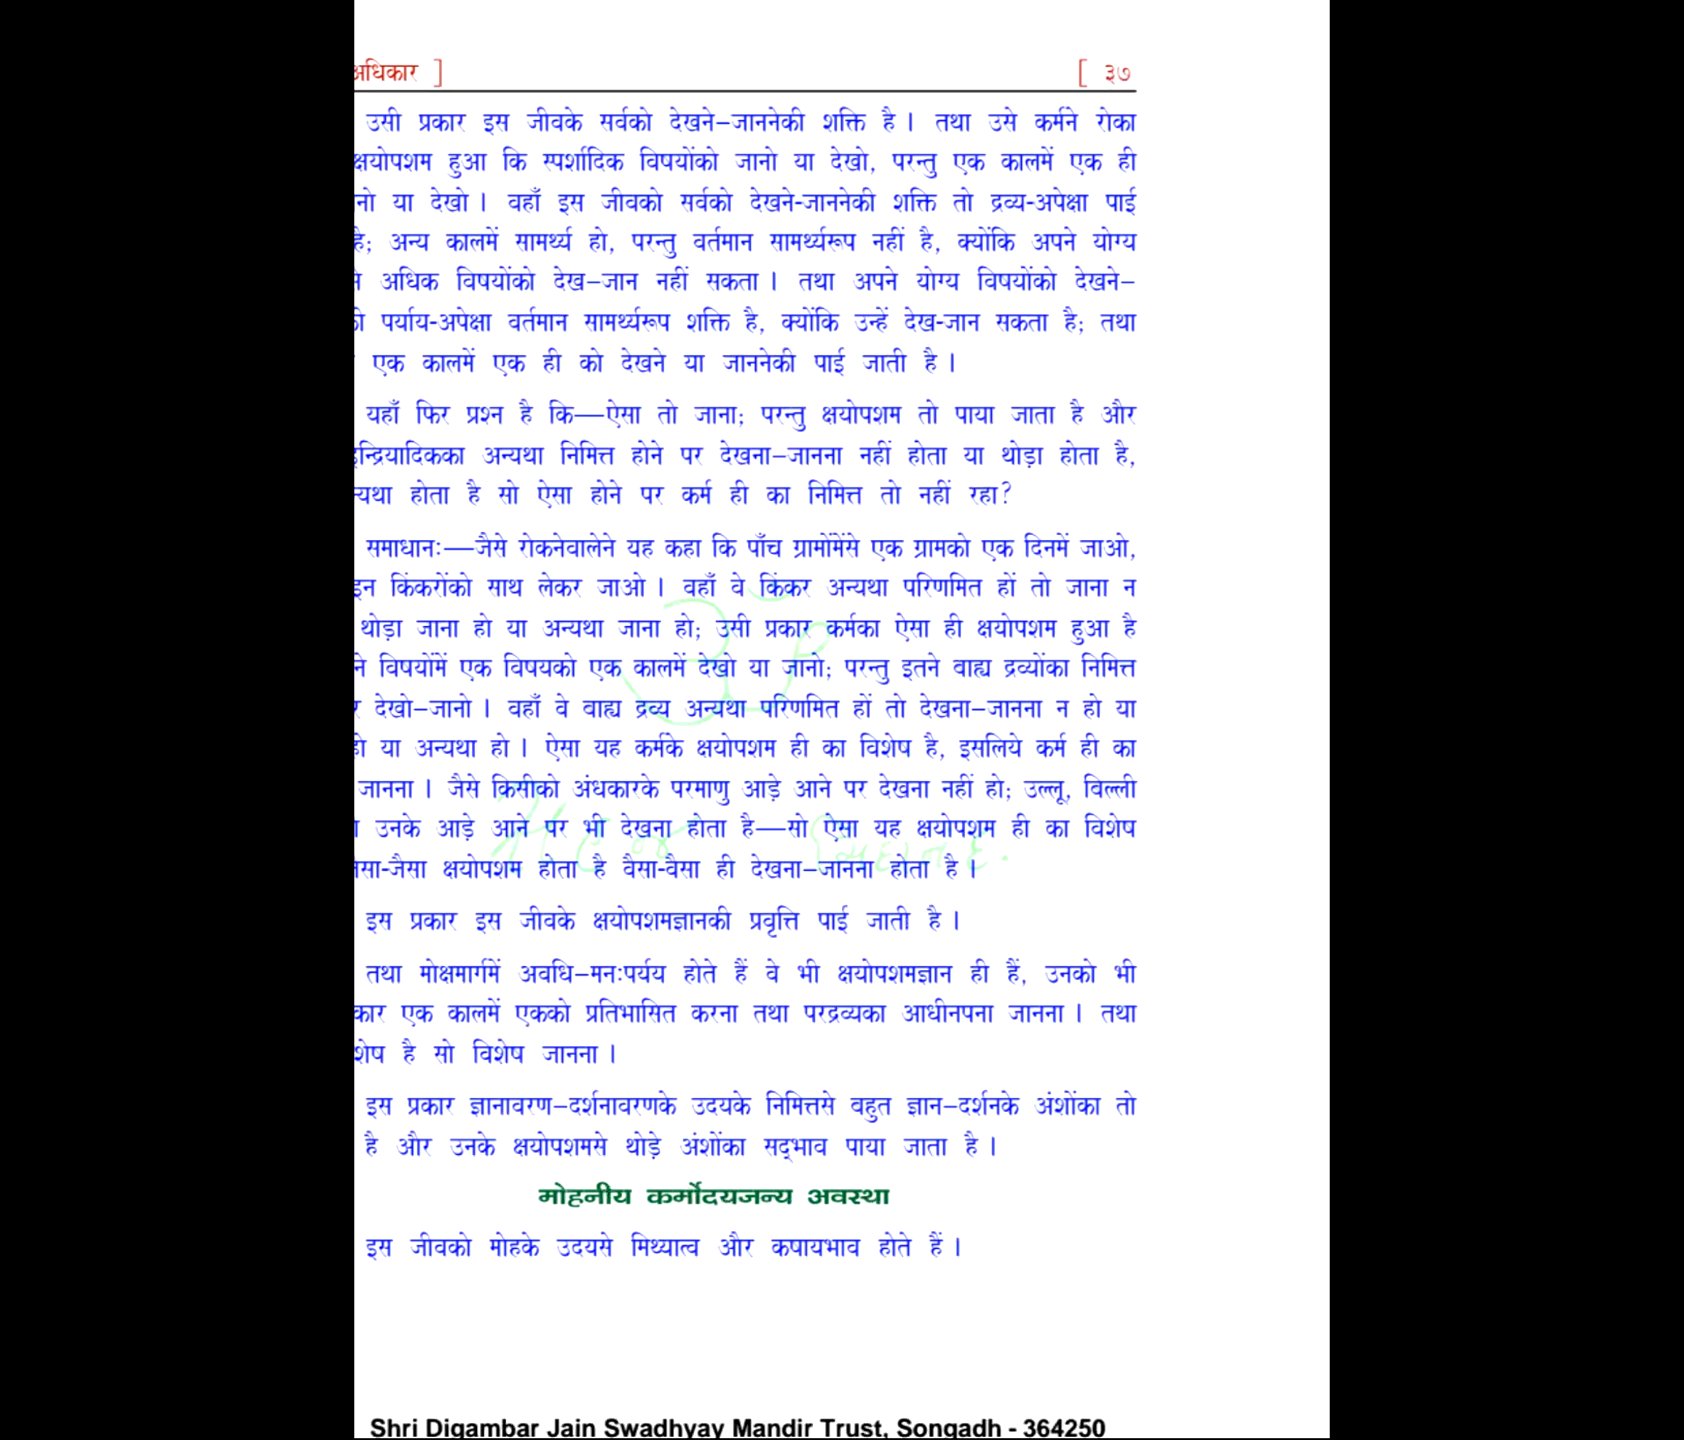 अधिकार ] [ ३७
उसी प्रकार इस जीवके सर्वको देखने–जाननेकी शक्ति है । तथा उसे कर्मने रोका
क्षयोपशम हुआ कि स्पर्शादिक विषयोंको जानो या देखो, परन्तु एक कालमें एक ही
नो या देखो । वहाँ इस जीवको सर्वको देखने-जाननेकी शक्ति तो द्रव्य-अपेक्षा पाई
है; अन्य कालमें सामर्थ्य हो, परन्तु वर्तमान सामर्थ्यरूप नहीं है, क्योंकि अपने योग्य
अधिक विषयोंको देख–जान नहीं सकता । तथा अपने योग्य विषयोंको देखने–
पर्याय-अपेक्षा वर्तमान सामर्थ्यरूप शक्ति है, क्योंकि उन्हें देख-जान सकता है; तथा
एक कालमें एक ही को देखने या जाननेकी पाई जाती है ।
यहाँ फिर प्रश्न है कि—ऐसा तो जाना; परन्तु क्षयोपशम तो पाया जाता है और
इन्द्रियादिकका अन्यथा निमित्त होने पर देखना–जानना नहीं होता या थोड़ा होता है,
न्यथा होता है सो ऐसा होने पर कर्म ही का निमित्त तो नहीं रहा?
समाधानः—जैसे रोकनेवालेने यह कहा कि पाँच ग्रामोंमेंसे एक ग्रामको एक दिनमें जाओ,
इन किंकरोंको साथ लेकर जाओ । वहाँ वे किंकर अन्यथा परिणमित हों तो जाना न
थोड़ा जाना हो या अन्यथा जाना हो; उसी प्रकार कर्मका ऐसा ही क्षयोपशम हुआ है
ने विषयोंमें एक विषयको एक कालमें देखो या जानो; परन्तु इतने वाह्य द्रव्योंका निमित्त
देखो–जानो । वहाँ वे वाह्य द्रव्य अन्यथा परिणमित हों तो देखना–जानना न हो या
हो या अन्यथा हो । ऐसा यह कर्मके क्षयोपशम ही का विशेष है, इसलिये कर्म ही का
जानना । जैसे किसीको अंधकारके परमाणु आड़े आने पर देखना नहीं हो; उल्लू, विल्ली
उनके आड़े आने पर भी देखना होता है—सो ऐसा यह क्षयोपशम ही का विशेष
सा-जैसा क्षयोपशम होता है वैसा-वैसा ही देखना–जानना होता है ।
इस प्रकार इस जीवके क्षयोपशमज्ञानकी प्रवृत्ति पाई जाती है ।
तथा मोक्षमार्गमें अवधि–मनःपर्यय होते हैं वे भी क्षयोपशमज्ञान ही हैं, उनको भी
कार एक कालमें एकको प्रतिभासित करना तथा परद्रव्यका आधीनपना जानना । तथा
शेष है सो विशेष जानना ।
इस प्रकार ज्ञानावरण–दर्शनावरणके उदयके निमित्तसे वहुत ज्ञान–दर्शनके अंशोंका तो
है और उनके क्षयोपशमसे थोड़े अंशोंका सद्‌भाव पाया जाता है ।
मोहनीय कर्मोदयजन्य अवस्था
इस जीवको मोहके उदयसे मिथ्यात्व और कषायभाव होते हैं ।
Shri Digambar Jain Swadhyay Mandir Trust, Songadh - 364250